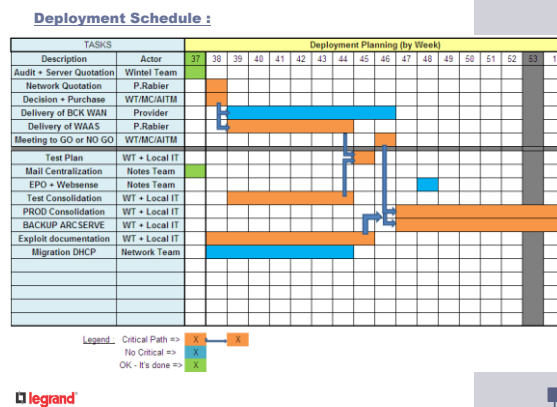 Deployment Schedule :
TASKS Deployment Planning (by Week)
Description Actor 37 38 39 40 41 42 43 44 45 46 47 48 49 50 51 52 53 1
Audit + Server Quotation Wintel Team
Network Quotation P.Rabier
Decision + Purchase WT/MC/AITM
Delivery of BCK WAN Provider
Delivery of WAAS P.Rabier
Meeting to GO or NO GO WT/MC/AITM
Test Plan WT + Local IT
Mail Centralization Notes Team
EPO + Websense Notes Team
Test Consolidation WT + Local IT
PROD Consolidation WT + Local IT
BACKUP ARCSERVE WT + Local IT
Exploit documentation WT + Local IT
Migration DHCP Network Team
Legend : Critical Path => X X
No Critical => X
OK - It's done => X
legrand